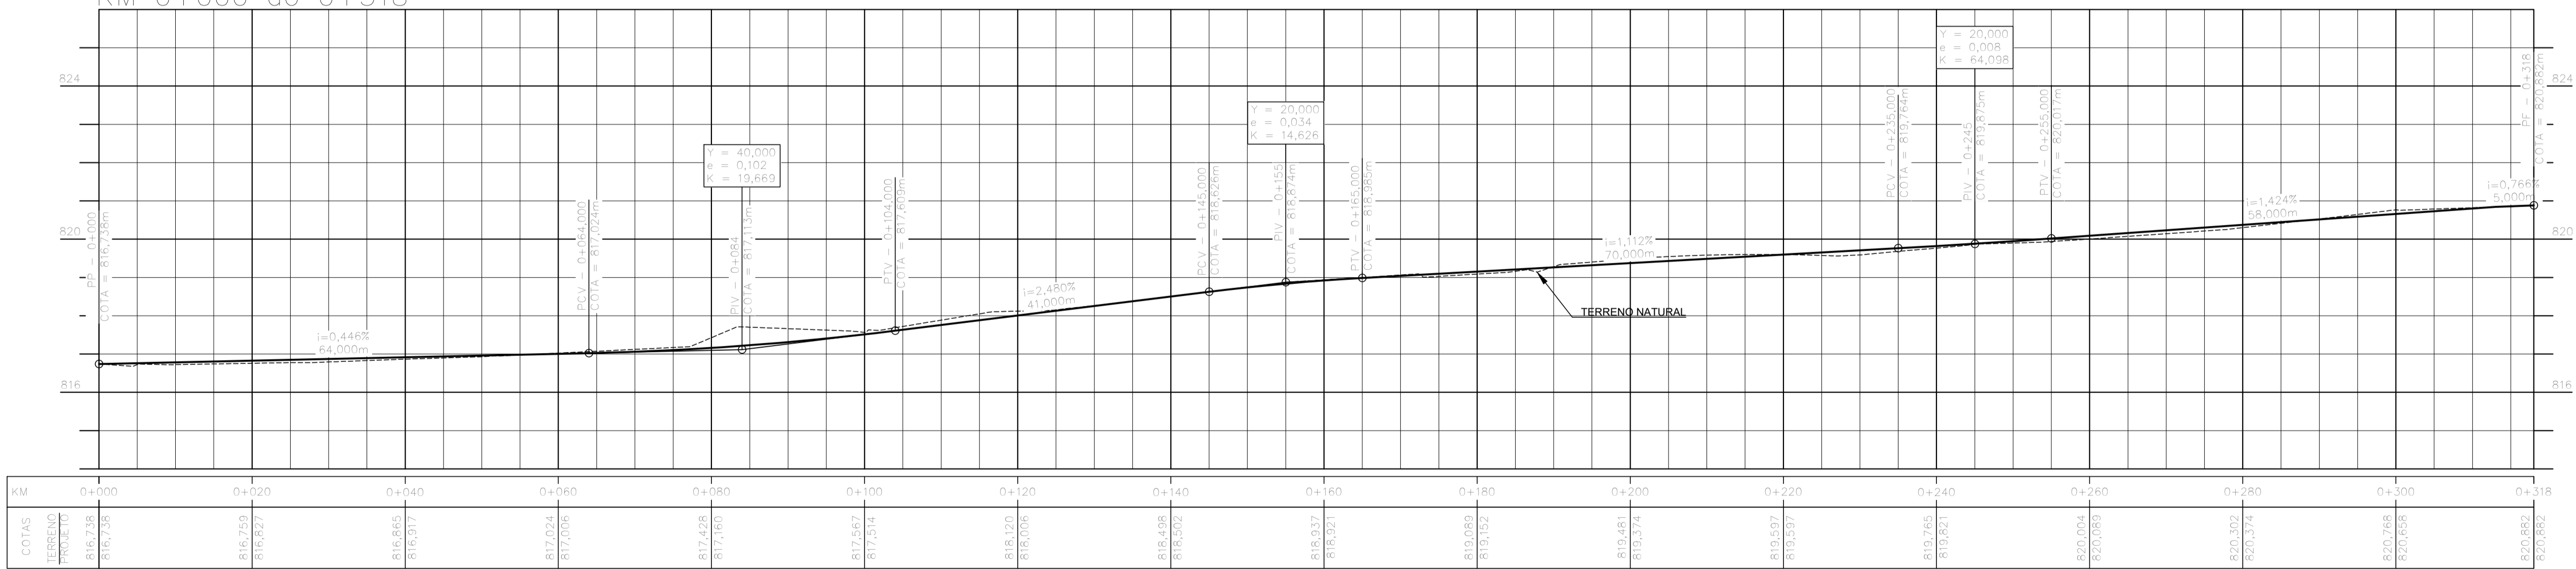 824
820
816
PP - 0+000
COTA = 816,738m
i=0,446%
64,000m
PCV - 0+064,000
COTA = 817,024m
Y = 40,000
e = 0,102
K = 19,669
PIV - 0+084
COTA = 817,113m
PTV - 0+104,000
COTA = 817,609m
i=2,480%
41,000m
PCV - 0+145,000
COTA = 818,626m
Y = 20,000
e = 0,034
K = 14,626
PIV - 0+155
COTA = 818,874m
PTV - 0+165,000
COTA = 818,985m
TERRENO NATURAL
i=1,112%
70,000m
PCV - 0+235,000
COTA = 819,764m
Y = 20,000
e = 0,008
K = 64,098
PIV - 0+245
COTA = 819,875m
PTV - 0+255,000
COTA = 820,017m
i=1,424%
58,000m
i=0,766%
5,000m
PF - 0+318
COTA = 820,882m
824
820
816
KM 0+000 0+020 0+040 0+060 0+080 0+100 0+120 0+140 0+160 0+180 0+200 0+220 0+240 0+260 0+280 0+300 0+318
COTAS
TERRENO 816,738 816,759 816,865 817,024 817,428 817,567 818,120 818,498 818,937 819,089 819,481 819,597 819,765 820,004 820,302 820,768 820,882
PROJETO 816,738 816,827 816,917 817,006 817,160 817,514 818,006 818,502 818,921 819,152 819,374 819,597 819,821 820,089 820,374 820,658 820,882